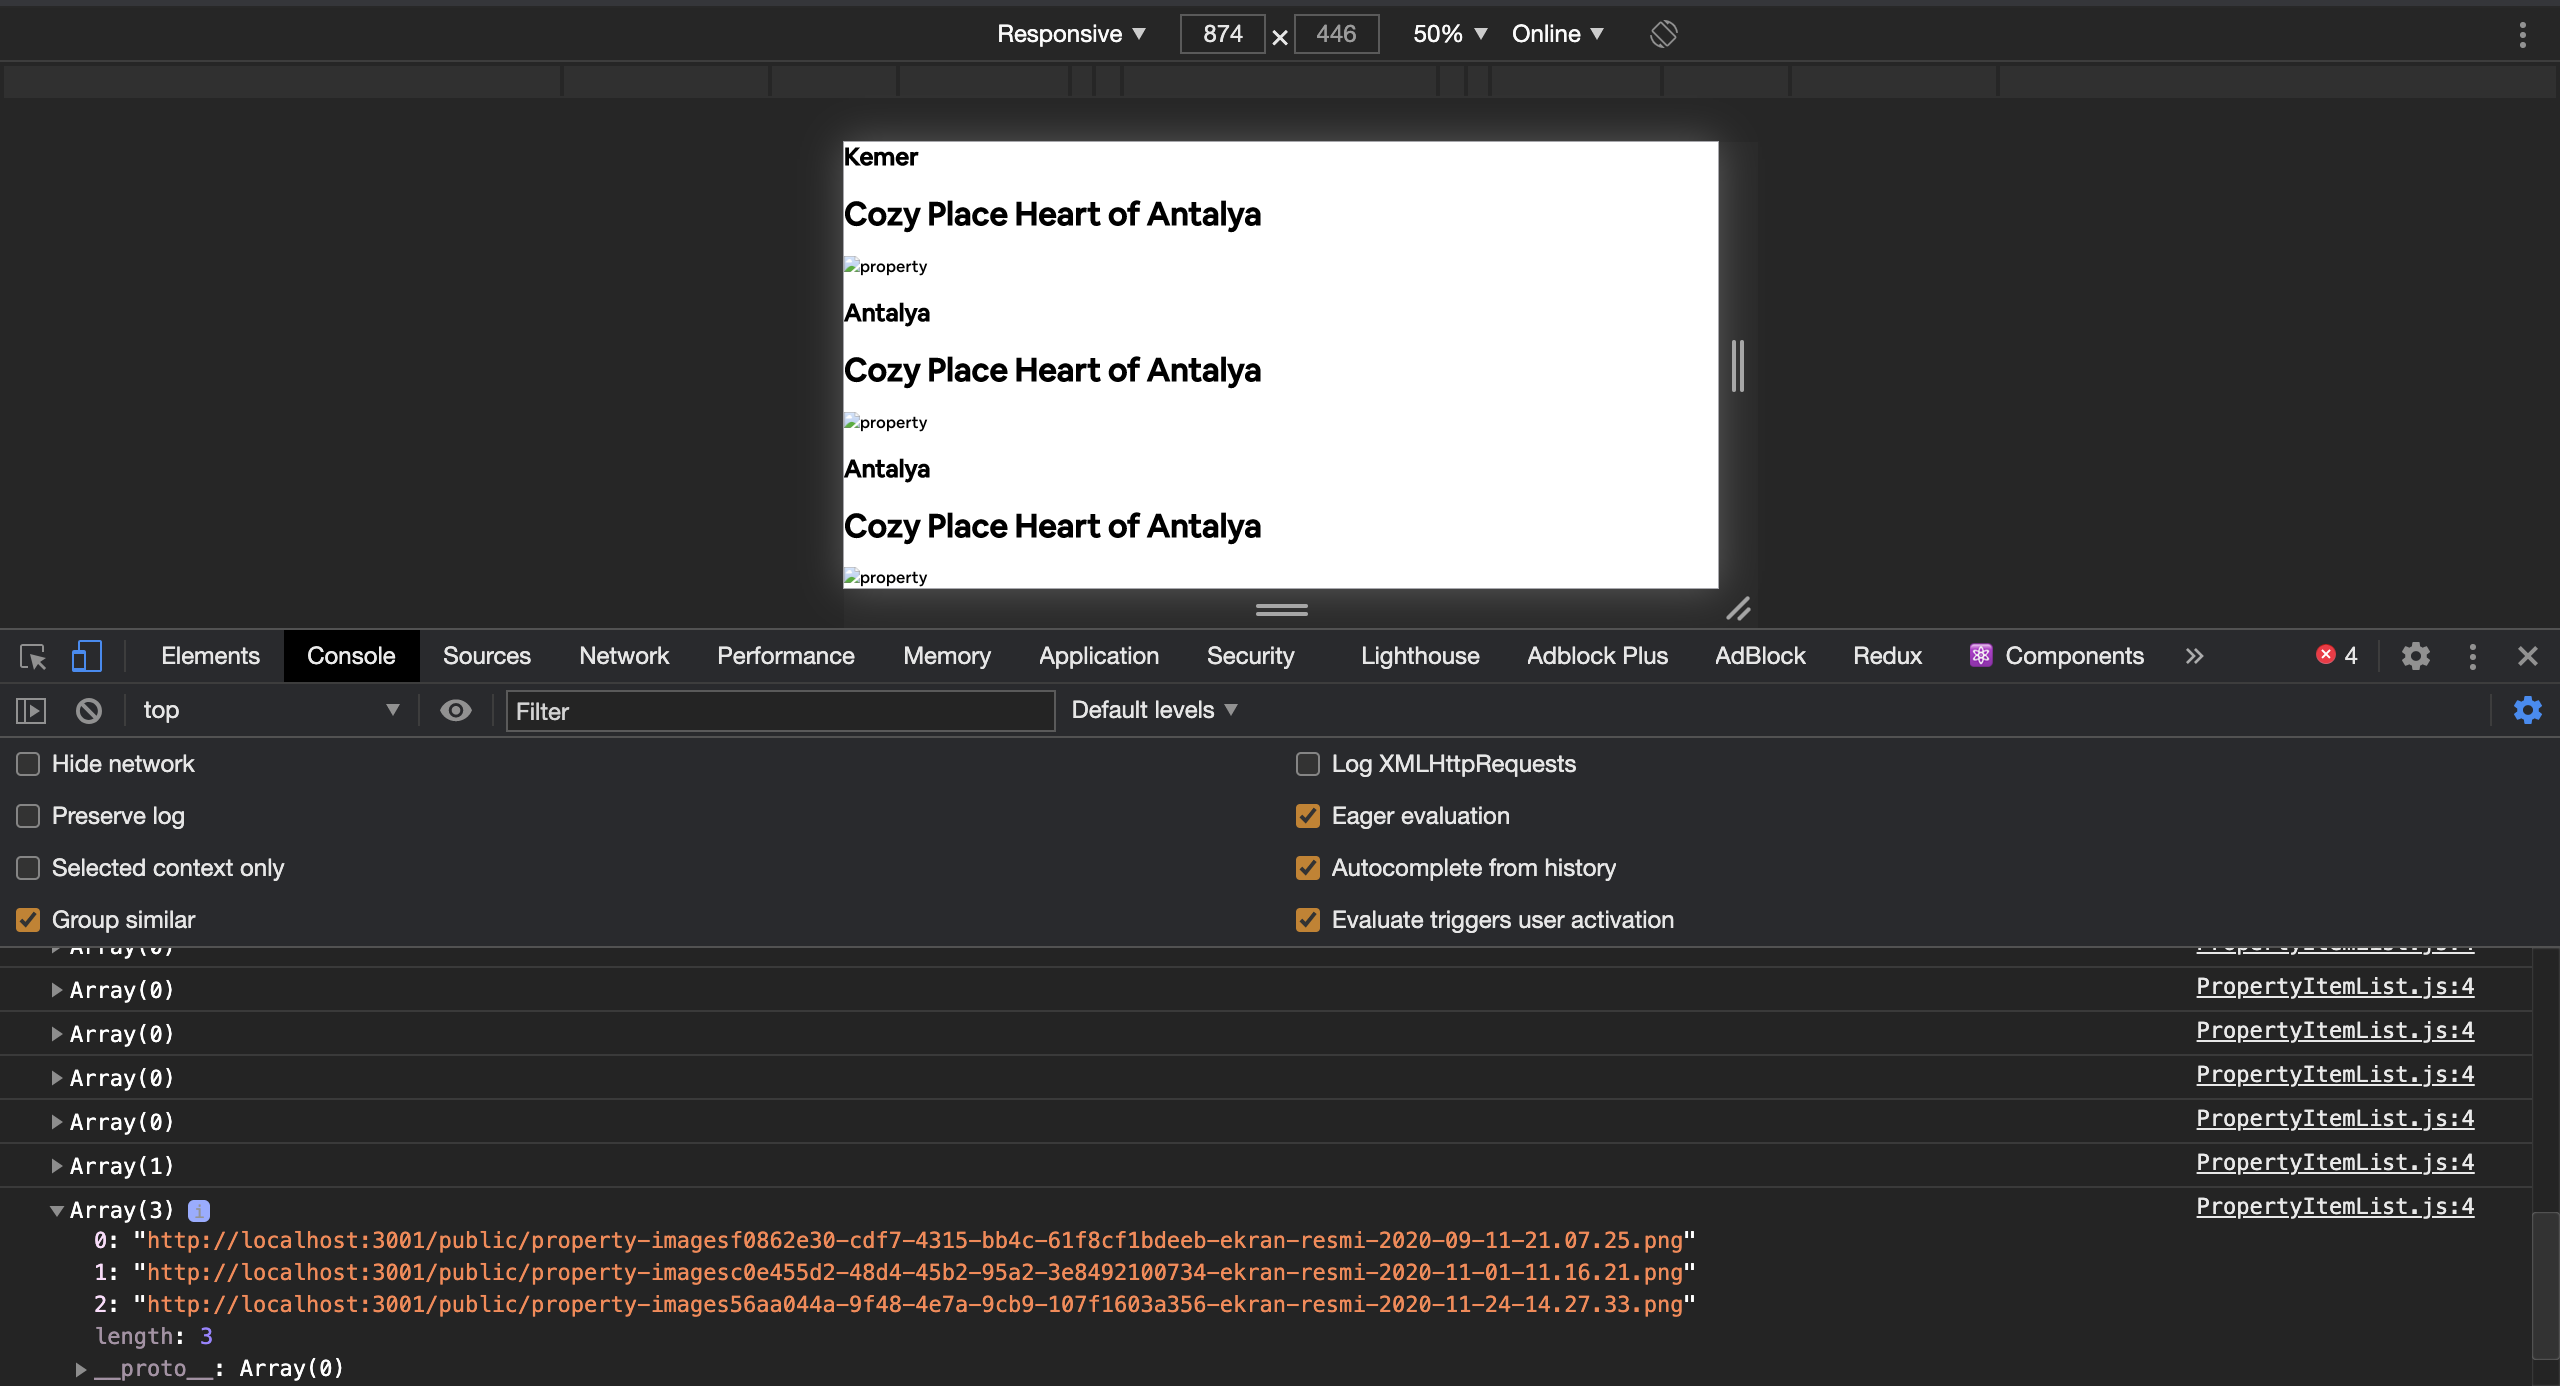 Responsive ▼ 874 × 446 50% ▼ Online ▼
Kemer
Cozy Place Heart of Antalya
property
Antalya
Cozy Place Heart of Antalya
property
Antalya
Cozy Place Heart of Antalya
property
Elements Console Sources Network Performance Memory Application Security Lighthouse Adblock Plus AdBlock Redux Components » 4
top ▼ Filter Default levels ▼
Hide network Log XMLHttpRequests
Preserve log Eager evaluation
Selected context only Autocomplete from history
Group similar Evaluate triggers user activation
Array(0) PropertyItemList.js:4
Array(0) PropertyItemList.js:4
Array(0) PropertyItemList.js:4
Array(0) PropertyItemList.js:4
Array(0) PropertyItemList.js:4
Array(1) PropertyItemList.js:4
Array(3) i PropertyItemList.js:4
0: "http://localhost:3001/public/property-imagesf0862e30-cdf7-4315-bb4c-61f8cf1bdeeb-ekran-resmi-2020-09-11-21.07.25.png"
1: "http://localhost:3001/public/property-imagesc0e455d2-48d4-45b2-95a2-3e8492100734-ekran-resmi-2020-11-01-11.16.21.png"
2: "http://localhost:3001/public/property-images56aa044a-9f48-4e7a-9cb9-107f1603a356-ekran-resmi-2020-11-24-14.27.33.png"
length: 3
__proto__: Array(0)